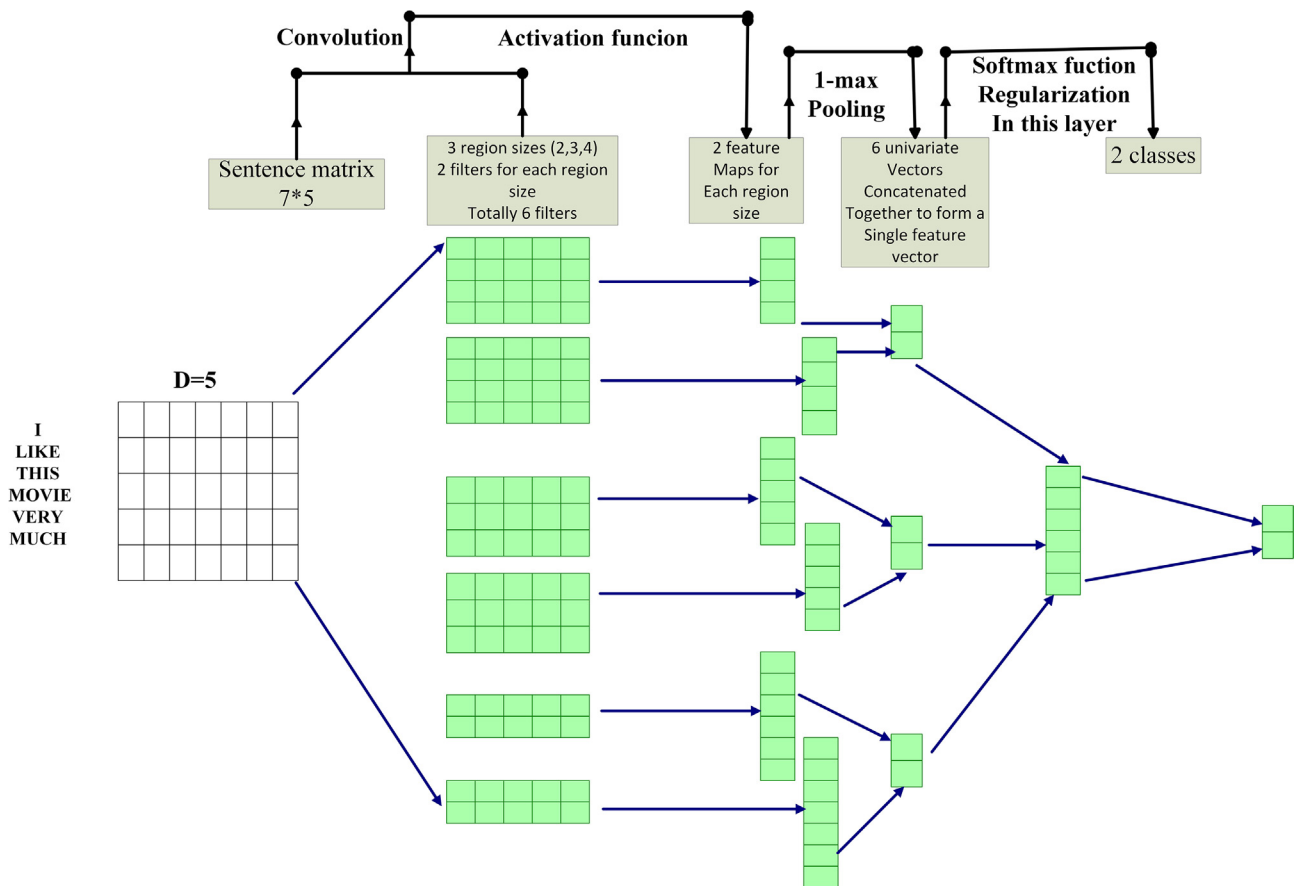 Convolution
Activation funcion
1-max
Pooling
Softmax fuction
Regularization
In this layer
Sentence matrix
7*5
3 region sizes (2,3,4)
2 filters for each region
size
Totally 6 filters
2 feature
Maps for
Each region
size
6 univariate
Vectors
Concatenated
Together to form a
Single feature
vector
2 classes
D=5
I
LIKE
THIS
MOVIE
VERY
MUCH